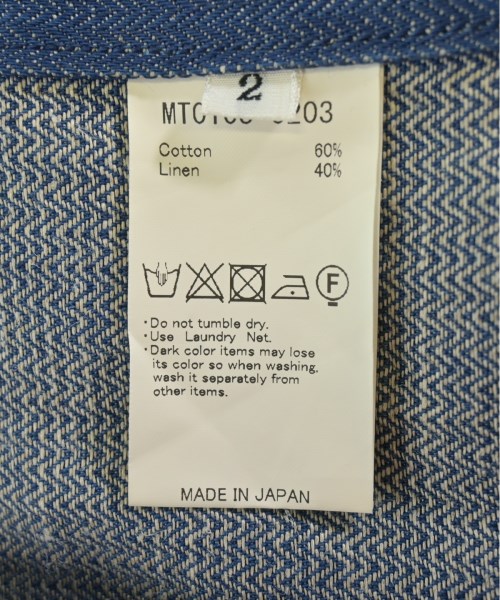 2
Cotton 60%
Linen 40%
F
·Do not tumble dry.
·Use Laundry Net.
·Dark color items may lose
its color so when washing,
wash it separately from
other items.
MADE IN JAPAN